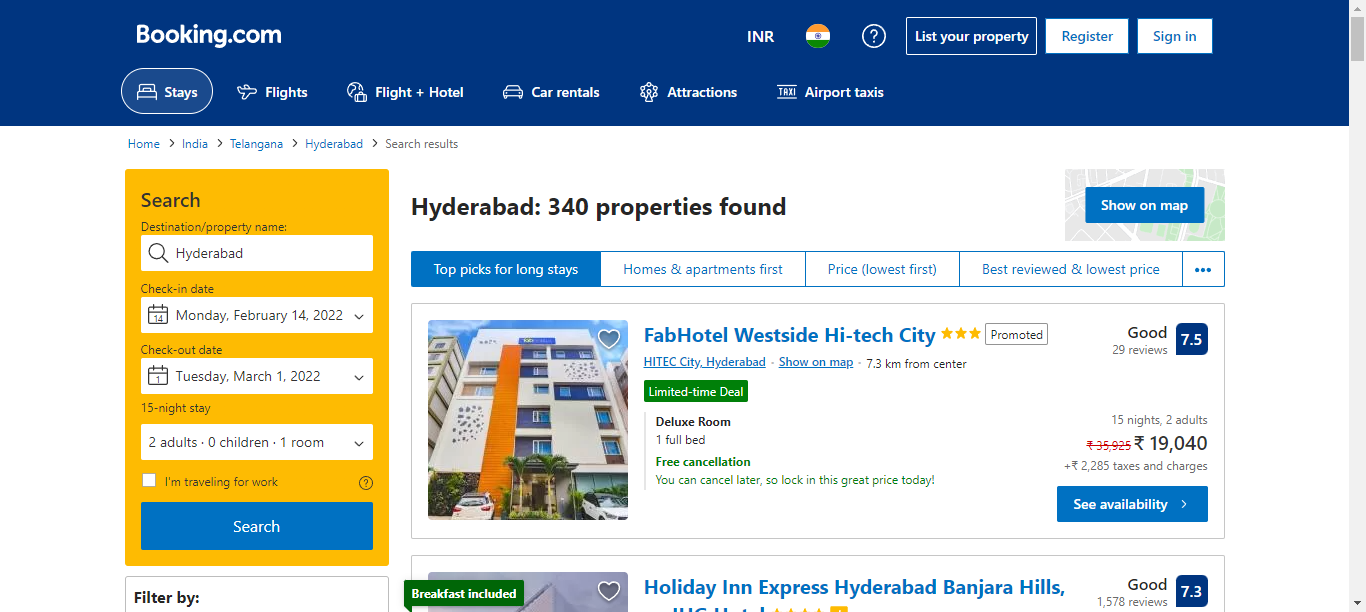 Booking.com
INR
List your property
Register
Sign in
Stays
Flights
Flight + Hotel
Car rentals
TAXI
Attractions
Airport taxis
Home
India
Telangana
Hyderabad
Search results
Search
Destination/property name:
Hyderabad
Check-in date
14
Monday, February 14, 2022
Check-out date
1
Tuesday, March 1, 2022
15-night stay
2 adults · 0 children · 1 room
I'm traveling for work
Search
Filter by:
Hyderabad: 340 properties found
Show on map
Top picks for long stays
Homes & apartments first
Price (lowest first)
Best reviewed & lowest price
FabHotel Westside Hi-tech City
Promoted
HITEC City, Hyderabad · Show on map · 7.3 km from center
Limited-time Deal
Deluxe Room
1 full bed
Free cancellation
You can cancel later, so lock in this great price today!
Good
29 reviews
7.5
15 nights, 2 adults
₹ 35,925 ₹ 19,040
+₹ 2,285 taxes and charges
See availability
Breakfast included
Holiday Inn Express Hyderabad Banjara Hills,
Good
1,578 reviews
7.3